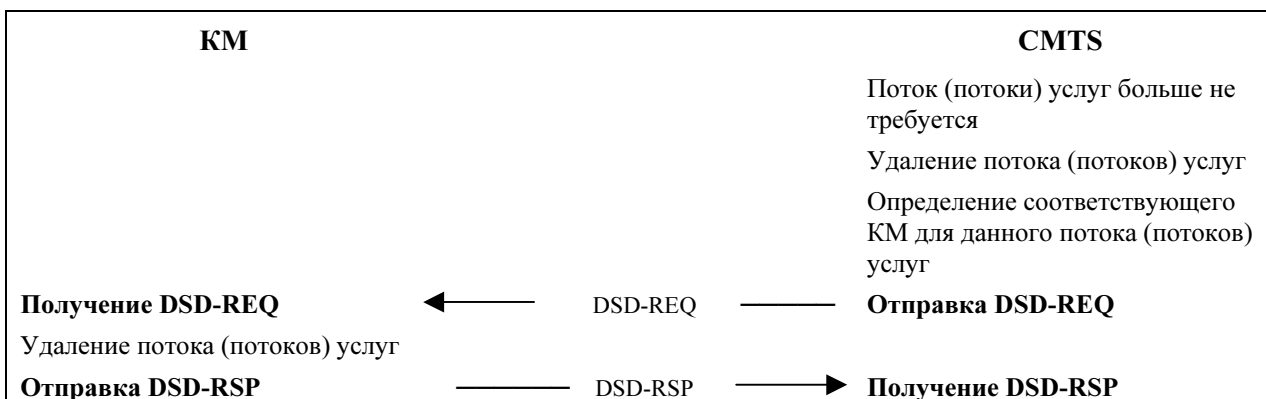 КМ CMTS
Поток (потоки) услуг больше не
требуется
Удаление потока (потоков) услуг
Определение соответствующего
КМ для данного потока (потоков)
услуг
Получение DSD-REQ DSD-REQ Отправка DSD-REQ
Удаление потока (потоков) услуг
Отправка DSD-RSP DSD-RSP Получение DSD-RSP